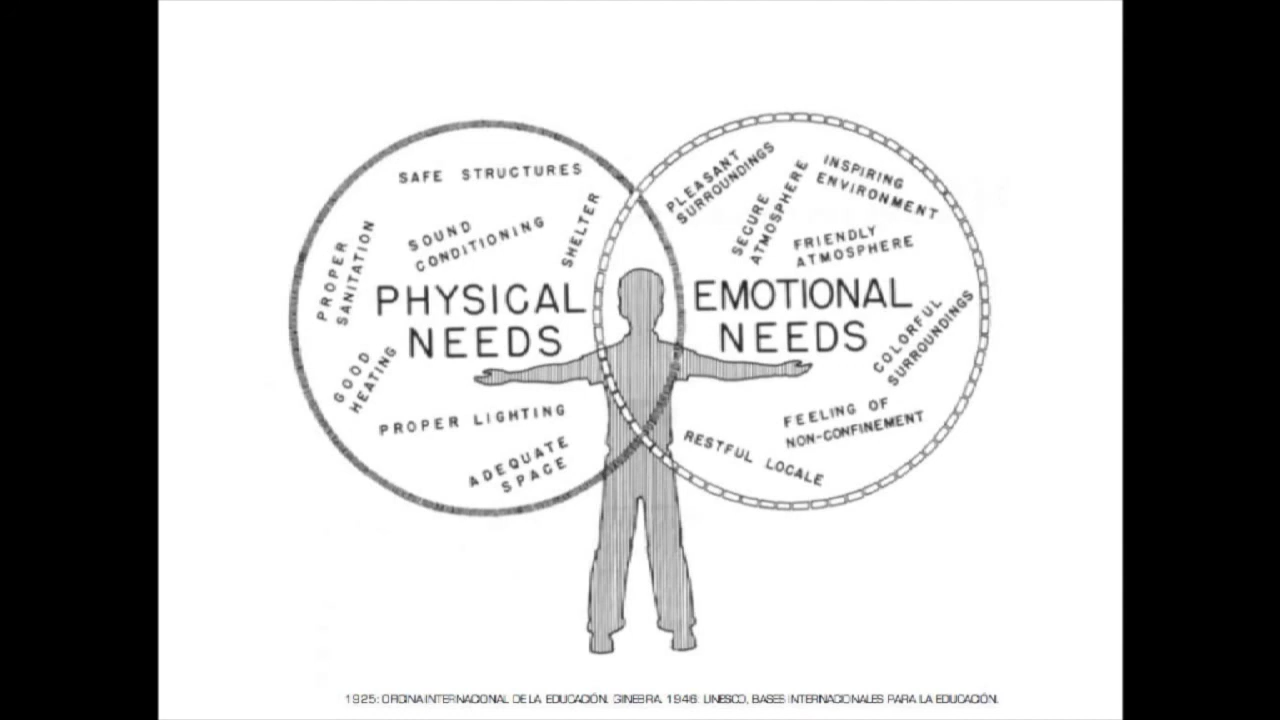 SAFE STRUCTURES
SOUND
CONDITIONING
SHELTER
PROPER
SANITATION
PHYSICAL
NEEDS
GOOD
HEATING
PROPER LIGHTING
ADEQUATE
SPACE
PLEASANT
SURROUNDINGS
SECURE
ATMOSPHERE
INSPIRING
ENVIRONMENT
FRIENDLY
ATMOSPHERE
EMOTIONAL
NEEDS
COLORFUL
SURROUNDINGS
FEELING OF
NON-CONFINEMENT
RESTFUL LOCALE
1925: OFICINA INTERNACIONAL DE LA EDUCACIÓN. GINEBRA. 1946. UNESCO, BASES INTERNACIONALES PARA LA EDUCACIÓN.